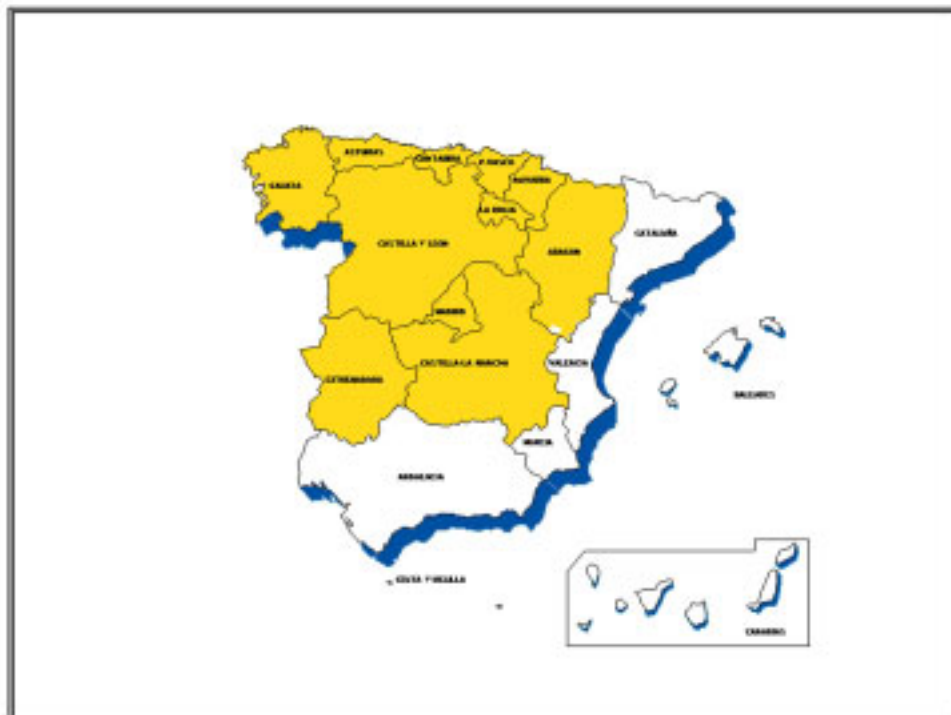 ASTURIAS
CANTABRIA
P. VASCO
NAVARRA
GALICIA
LA RIOJA
CATALUÑA
CASTILLA Y LEON
ARAGON
MADRID
CASTILLA-LA MANCHA
VALENCIA
EXTREMADURA
BALEARES
MURCIA
ANDALUCIA
CEUTA Y MELILLA
CANARIAS